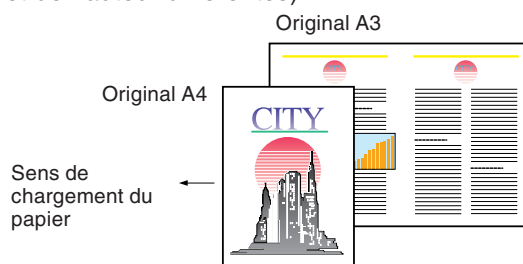 Original A3
Original A4
CITY
Sens de
chargement du
papier